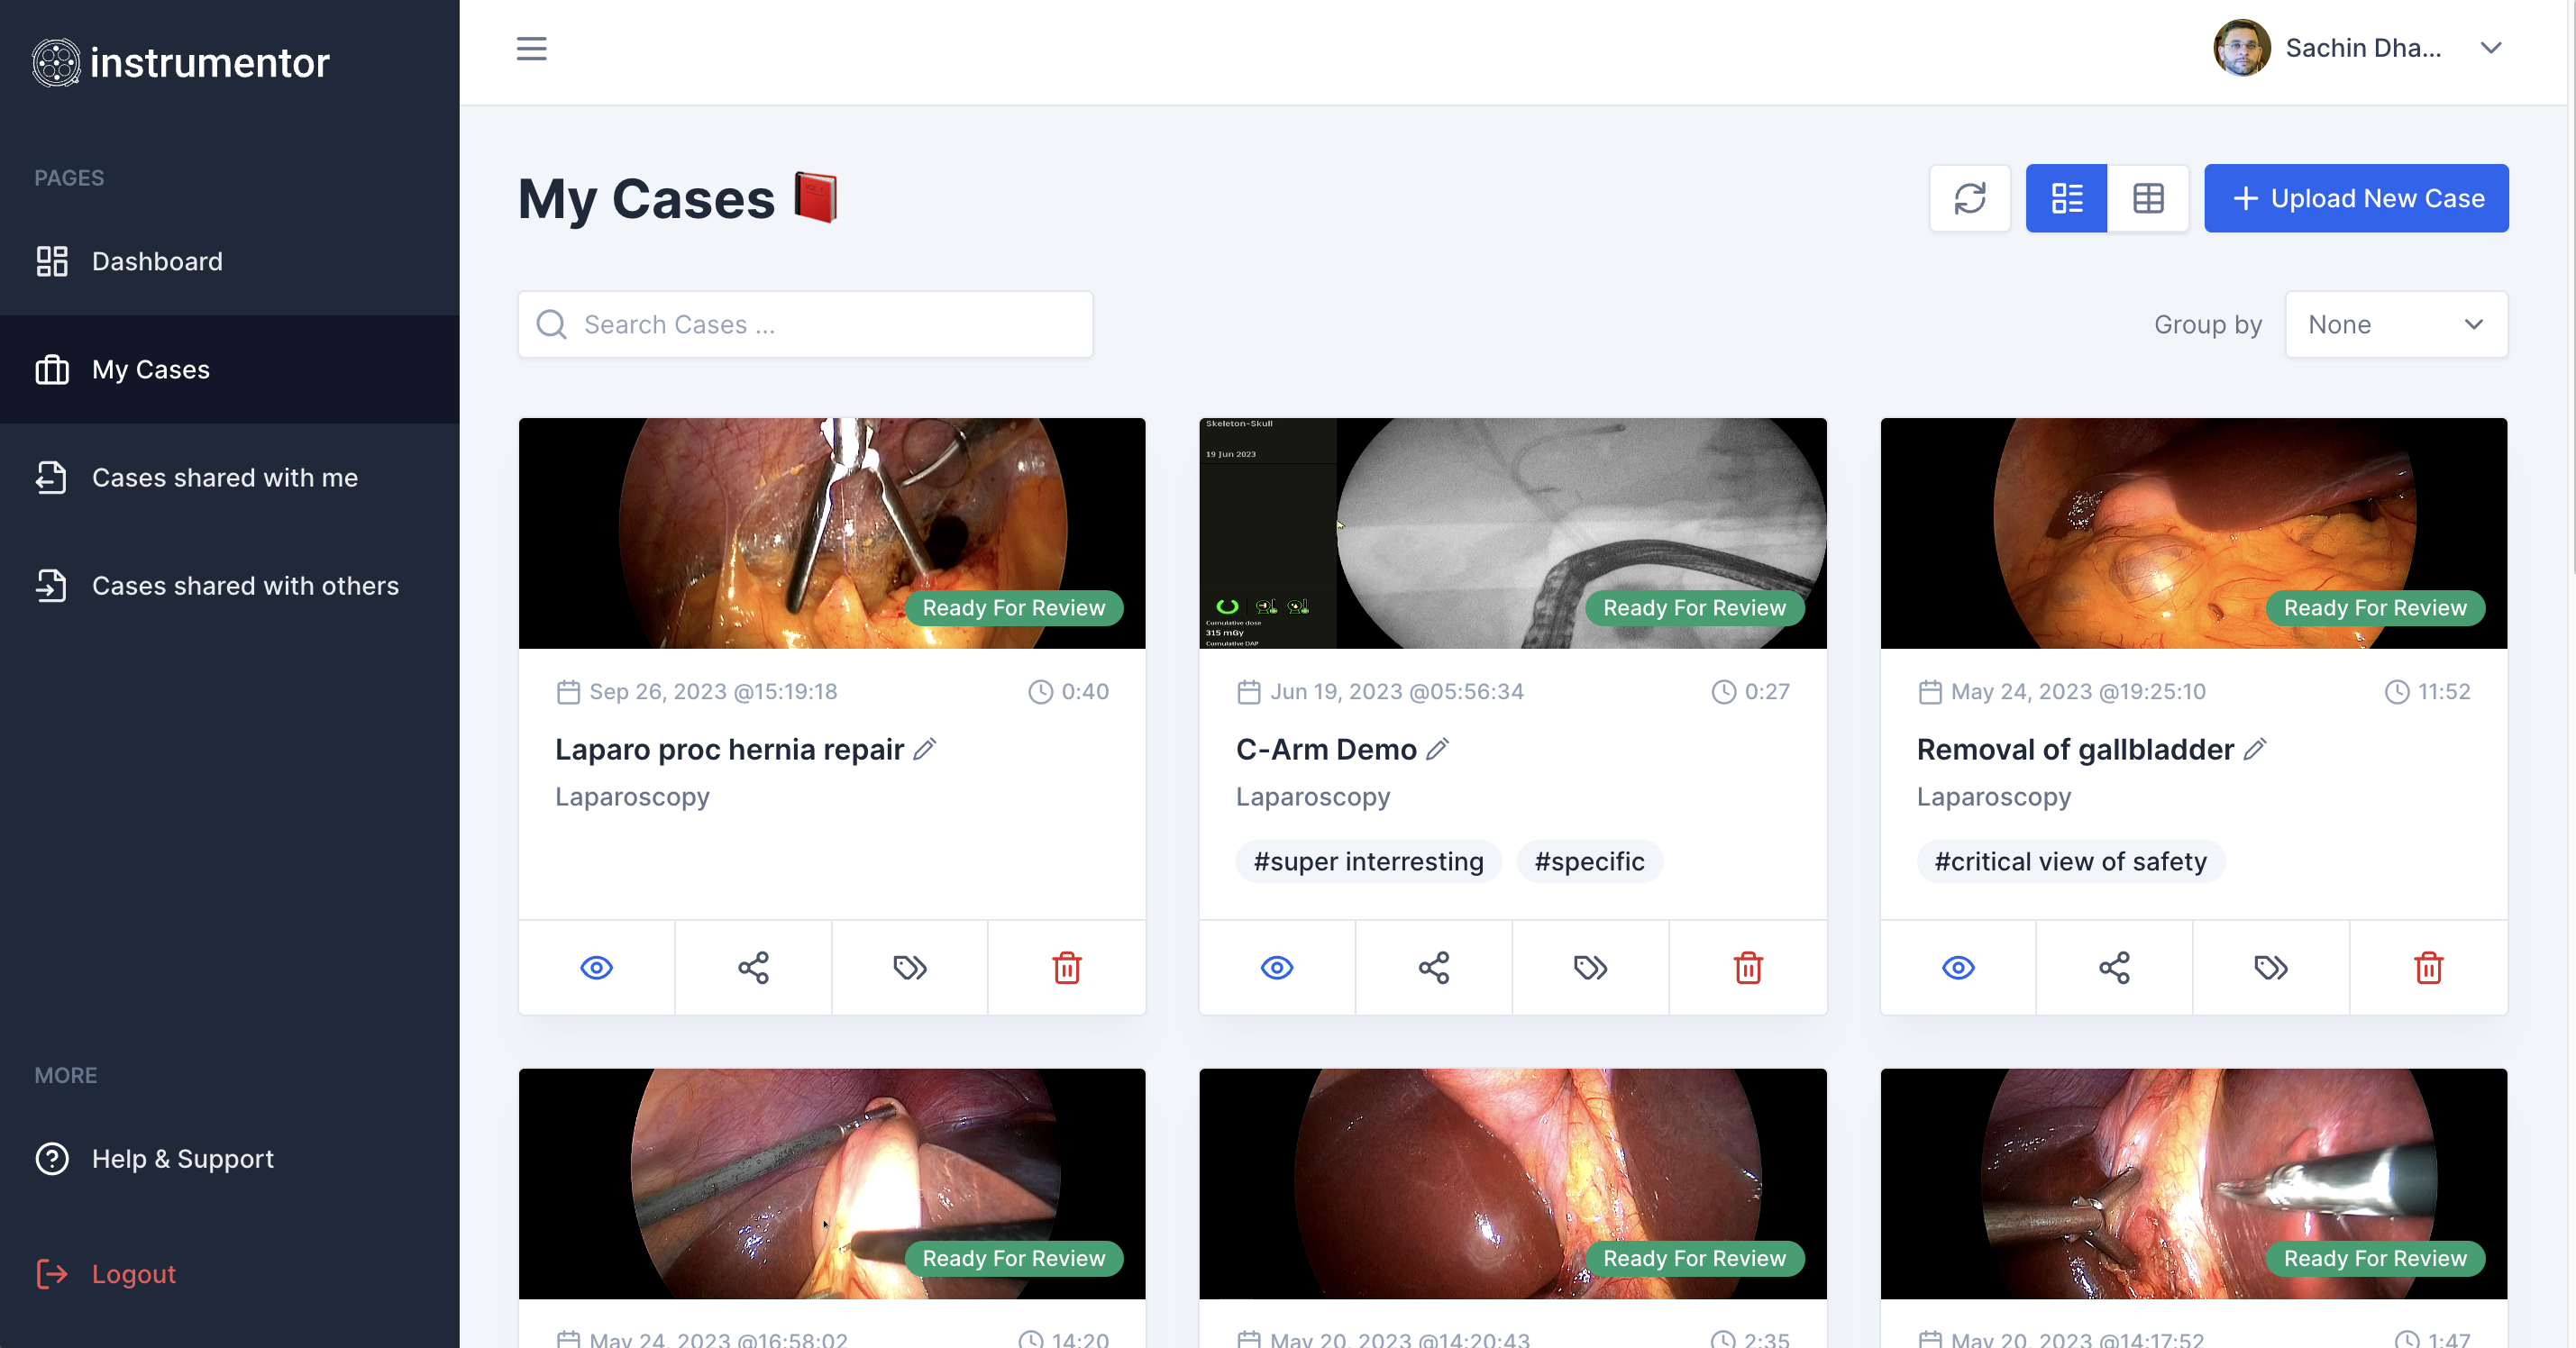 instrumentor
Sachin Dha...
PAGES
Dashboard
My Cases
Cases shared with me
Cases shared with others
MORE
Help & Support
Logout
My Cases
VOL. 1
Upload New Case
Search Cases ...
Group by
None
Ready For Review
Sep 26, 2023 @15:19:18
0:40
Laparo proc hernia repair
Laparoscopy
Skeleton-Skull
19 Jun 2023
Cumulative dose
315 mGy
Cumulative DAP
Ready For Review
Jun 19, 2023 @05:56:34
0:27
C-Arm Demo
Laparoscopy
#super interresting
#specific
Ready For Review
May 24, 2023 @19:25:10
11:52
Removal of gallbladder
Laparoscopy
#critical view of safety
Ready For Review
May 24, 2023 @16:58:02
14:20
Ready For Review
May 20, 2023 @14:20:43
2:35
Ready For Review
May 20, 2023 @14:17:52
1:47